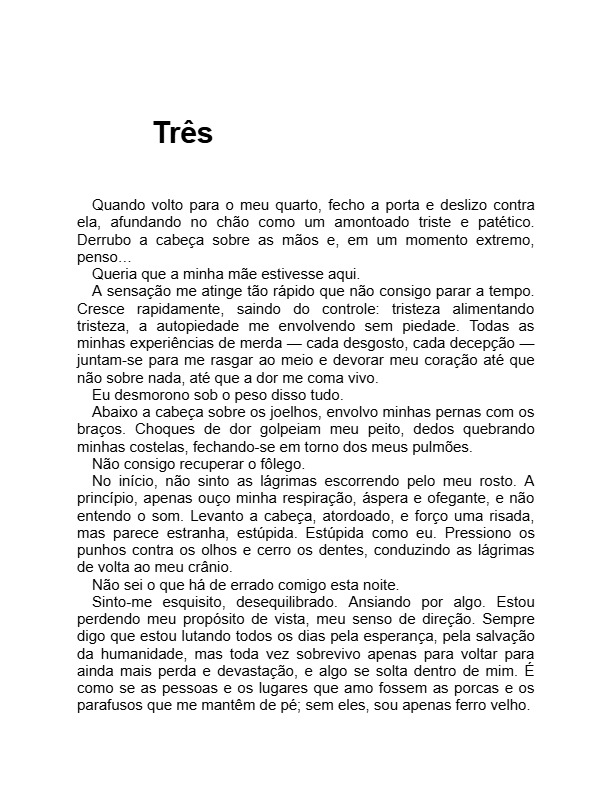 Três
Quando volto para o meu quarto, fecho a porta e deslizo contra
ela, afundando no chão como um amontoado triste e patético.
Derrubo a cabeça sobre as mãos e, em um momento extremo,
penso…
Queria que a minha mãe estivesse aqui.
A sensação me atinge tão rápido que não consigo parar a tempo.
Cresce rapidamente, saindo do controle: tristeza alimentando
tristeza, a autopiedade me envolvendo sem piedade. Todas as
minhas experiências de merda — cada desgosto, cada decepção —
juntam-se para me rasgar ao meio e devorar meu coração até que
não sobre nada, até que a dor me coma vivo.
Eu desmorono sob o peso disso tudo.
Abaixo a cabeça sobre os joelhos, envolvo minhas pernas com os
braços. Choques de dor golpeiam meu peito, dedos quebrando
minhas costelas, fechando-se em torno dos meus pulmões.
Não consigo recuperar o fôlego.
No início, não sinto as lágrimas escorrendo pelo meu rosto. A
princípio, apenas ouço minha respiração, áspera e ofegante, e não
entendo o som. Levanto a cabeça, atordoado, e forço uma risada,
mas parece estranha, estúpida. Estúpida como eu. Pressiono os
punhos contra os olhos e cerro os dentes, conduzindo as lágrimas
de volta ao meu crânio.
Não sei o que há de errado comigo esta noite.
Sinto-me esquisito, desequilibrado. Ansiando por algo. Estou
perdendo meu propósito de vista, meu senso de direção. Sempre
digo que estou lutando todos os dias pela esperança, pela salvação
da humanidade, mas toda vez sobrevivo apenas para voltar para
ainda mais perda e devastação, e algo se solta dentro de mim. É
como se as pessoas e os lugares que amo fossem as porcas e os
parafusos que me mantêm de pé; sem eles, sou apenas ferro velho.